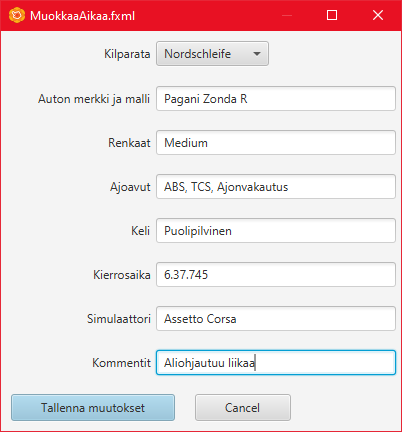 MuokkaaAikaa.fxml
Kilparata Nordschleife
Auton merkki ja malli Pagani Zonda R
Renkaat Medium
Ajoavut ABS, TCS, Ajonvakautus
Keli Puolipilvinen
Kierrosaika 6.37.745
Simulaattori Assetto Corsa
Kommentit Aliohjautuu liikaa
Tallenna muutokset Cancel